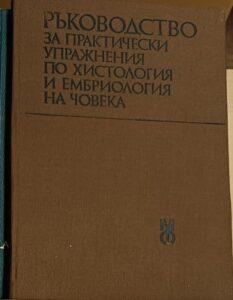 РЪКОВОДСТВО
ЗА ПРАКТИЧЕСКИ
УПРАЖНЕНИЯ
ПО ХИСТОЛОГИЯ
И ЕМБРИОЛОГИЯ
НА ЧОВЕКА